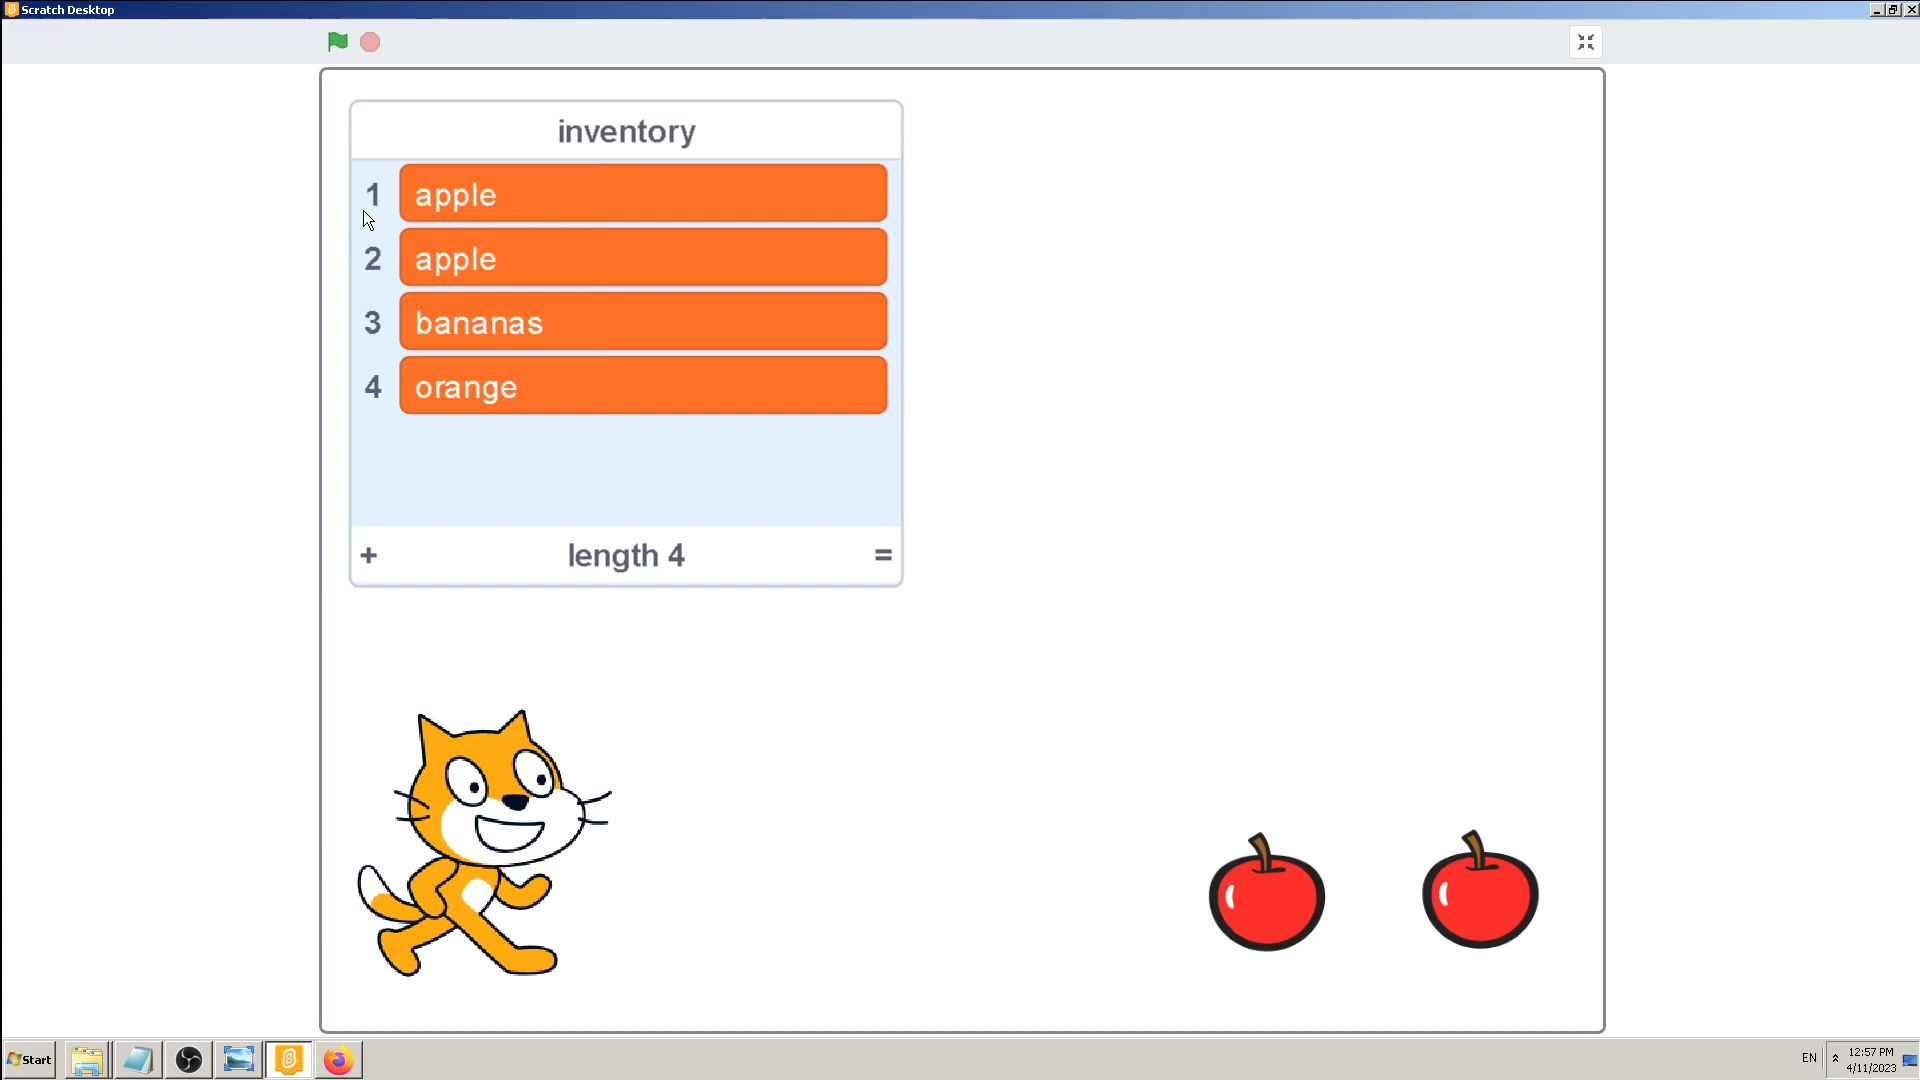 Scratch Desktop
inventory
1 apple
2 apple
3 bananas
4 orange
+ length 4 =
Start
EN
12:57 PM
4/11/2023